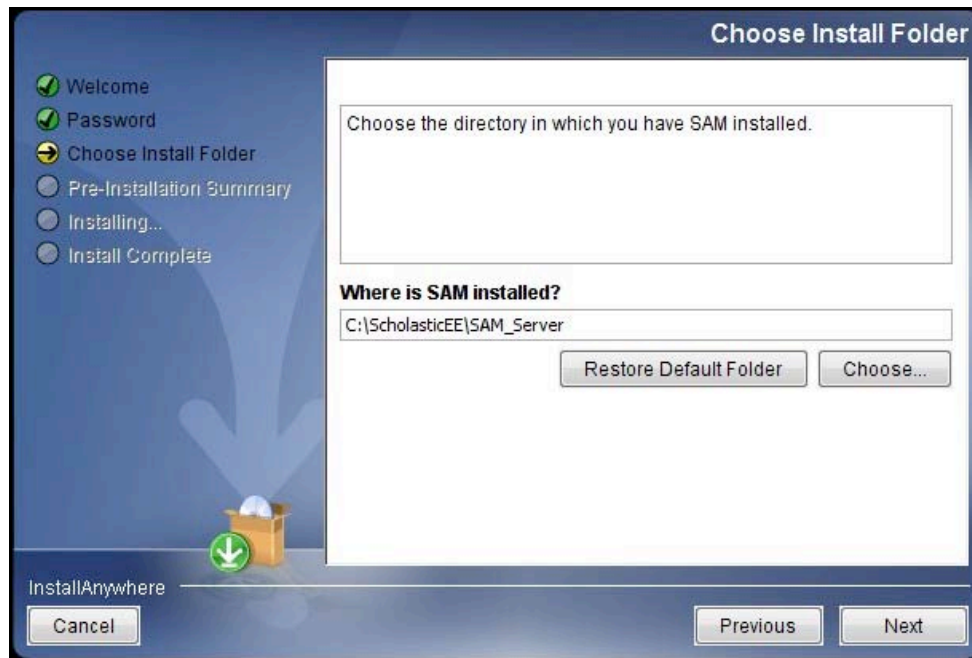 Choose Install Folder
Welcome
Password
Choose Install Folder
Pre-Installation Summary
Installing...
Install Complete
Choose the directory in which you have SAM installed.
Where is SAM installed?
C:\ScholasticEE\SAM_Server
Restore Default Folder
Choose...
InstallAnywhere
Cancel
Previous
Next